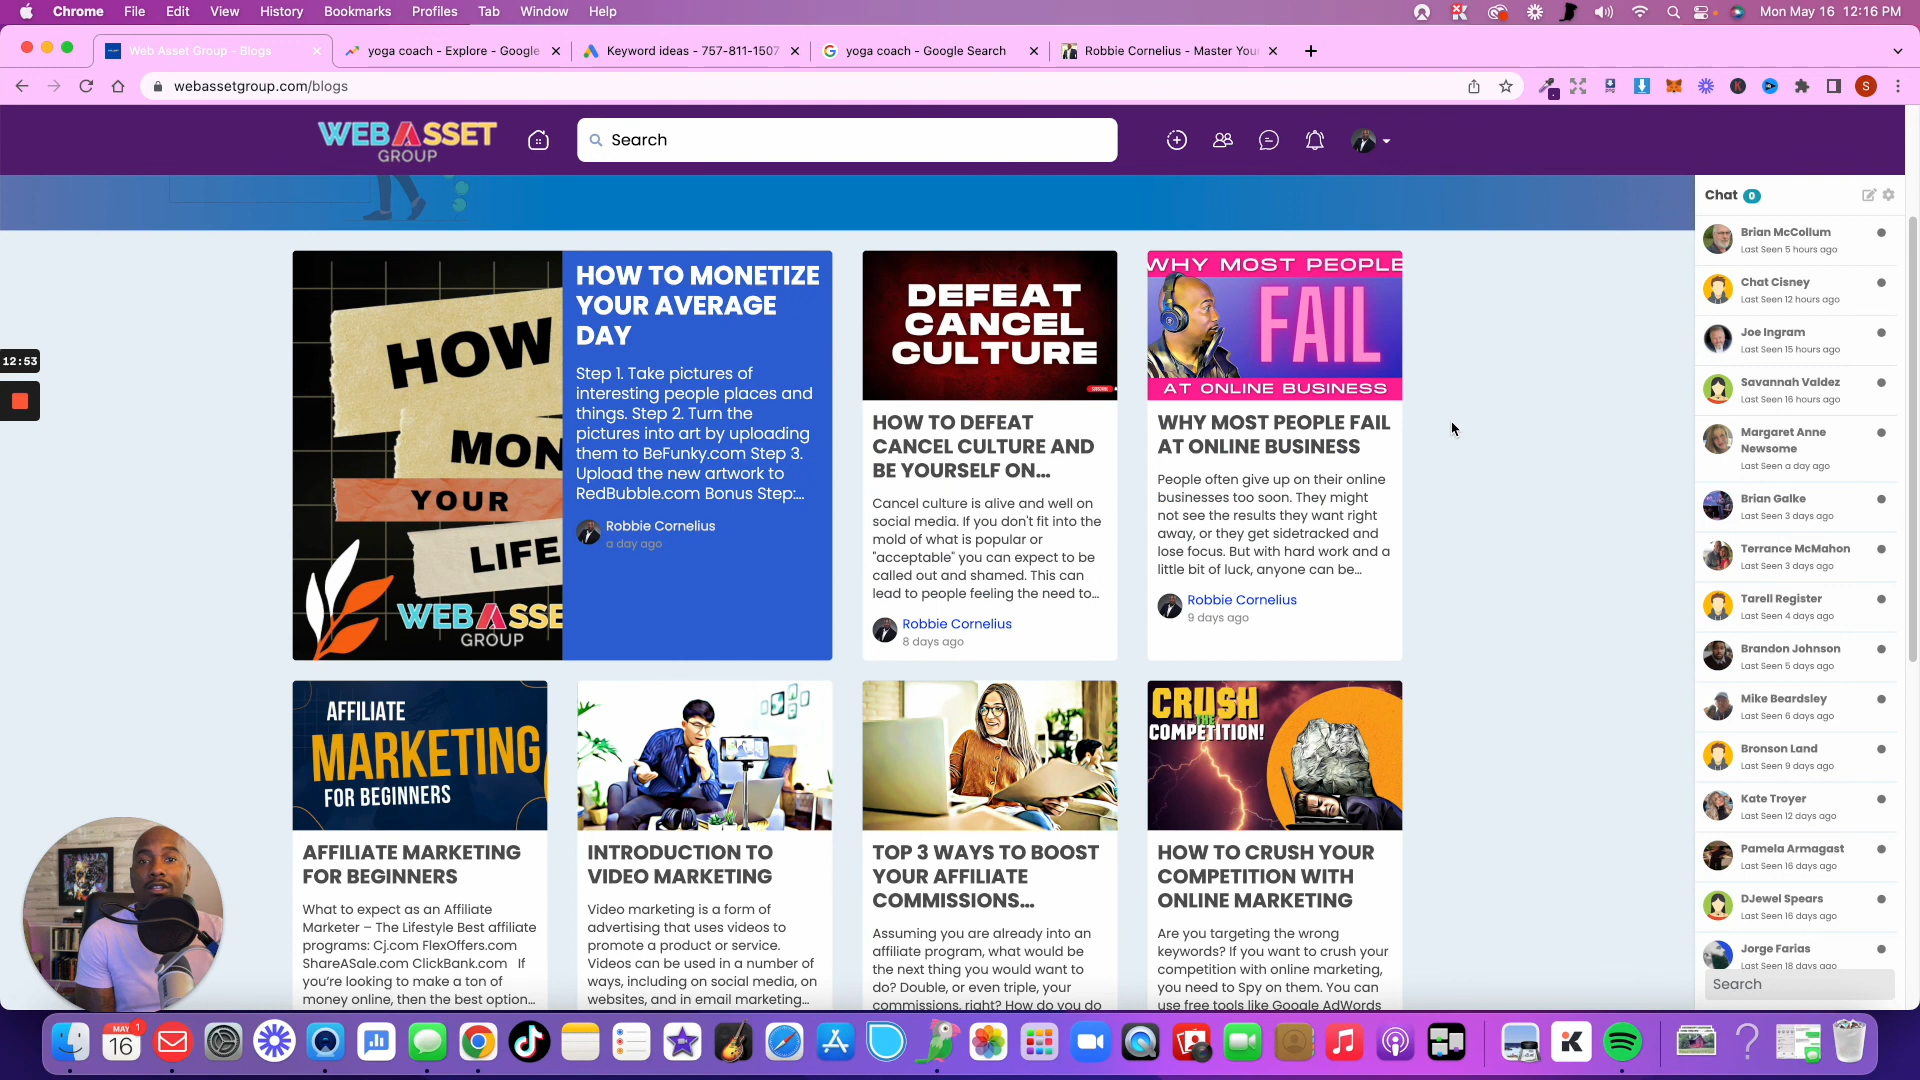 Chrome File Edit View History Bookmarks Profiles Tab Window Help Mon May 16 12:16 PM
Web Asset Group - Blogs yoga coach - Explore - Google Keyword ideas - 757-811-1507 yoga coach - Google Search Robbie Cornelius - Master You
webassetgroup.com/blogs
S
WEB ASSET
GROUP
Search
Chat 0
12:53
HOW
MON
YOUR
LIFE
WEB ASSE
GROUP
HOW TO MONETIZE
YOUR AVERAGE
DAY
Step 1. Take pictures of
interesting people places and
things. Step 2. Turn the
pictures into art by uploading
them to BeFunky.com Step 3.
Upload the new artwork to
RedBubble.com Bonus Step:...
Robbie Cornelius
a day ago
DEFEAT
CANCEL
CULTURE
SUBSCRIBE
HOW TO DEFEAT
CANCEL CULTURE AND
BE YOURSELF ON...
Cancel culture is alive and well on
social media. If you don't fit into the
mold of what is popular or
"acceptable" you can expect to be
called out and shamed. This can
lead to people feeling the need to...
Robbie Cornelius
8 days ago
WHY MOST PEOPLE
FAIL
AT ONLINE BUSINESS
WHY MOST PEOPLE FAIL
AT ONLINE BUSINESS
People often give up on their online
businesses too soon. They might
not see the results they want right
away, or they get sidetracked and
lose focus. But with hard work and a
little bit of luck, anyone can be...
Robbie Cornelius
9 days ago
AFFILIATE
MARKETING
FOR BEGINNERS
AFFILIATE MARKETING
FOR BEGINNERS
What to expect as an Affiliate
Marketer – The Lifestyle Best affiliate
programs: Cj.com FlexOffers.com
ShareASale.com ClickBank.com If
you're looking to make a ton of
money online, then the best option...
INTRODUCTION TO
VIDEO MARKETING
Video marketing is a form of
advertising that uses videos to
promote a product or service.
Videos can be used in a number of
ways, including on social media, on
websites, and in email marketing...
TOP 3 WAYS TO BOOST
YOUR AFFILIATE
COMMISSIONS...
Assuming you are already into an
affiliate program, what would be
the next thing you would want to
do? Double, or even triple, your
commissions, right? How do you do
CRUSH
THE
COMPETITION!
HOW TO CRUSH YOUR
COMPETITION WITH
ONLINE MARKETING
Are you targeting the wrong
keywords? If you want to crush your
competition with online marketing,
you need to Spy on them. You can
use free tools like Google AdWords
Brian McCollum
Last Seen 5 hours ago
Chat Cisney
Last Seen 12 hours ago
Joe Ingram
Last Seen 15 hours ago
Savannah Valdez
Last Seen 16 hours ago
Margaret Anne
Newsome
Last Seen a day ago
Brian Galke
Last Seen 3 days ago
Terrance McMahon
Last Seen 3 days ago
Tarell Register
Last Seen 4 days ago
Brandon Johnson
Last Seen 5 days ago
Mike Beardsley
Last Seen 6 days ago
Bronson Land
Last Seen 9 days ago
Kate Troyer
Last Seen 12 days ago
Pamela Armagast
Last Seen 16 days ago
DJewel Spears
Last Seen 16 days ago
Jorge Farias
Last Seen 18 days ago
Search
MAY 1
16
K